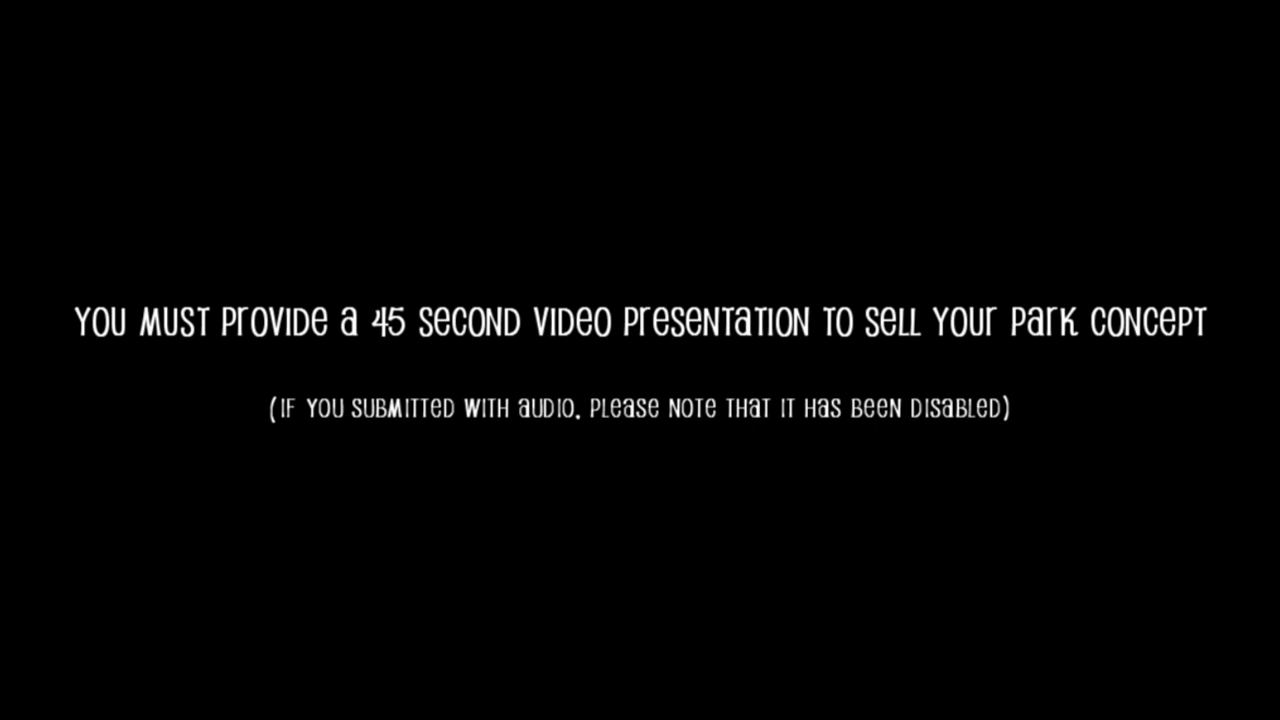 YOU MUST PROVIDE A 45 SECOND VIDEO PRESENTATION TO SELL YOUR PARK CONCEPT
(IF YOU SUBMITTED WITH AUDIO, PLEASE NOTE THAT IT HAS BEEN DISABLED)